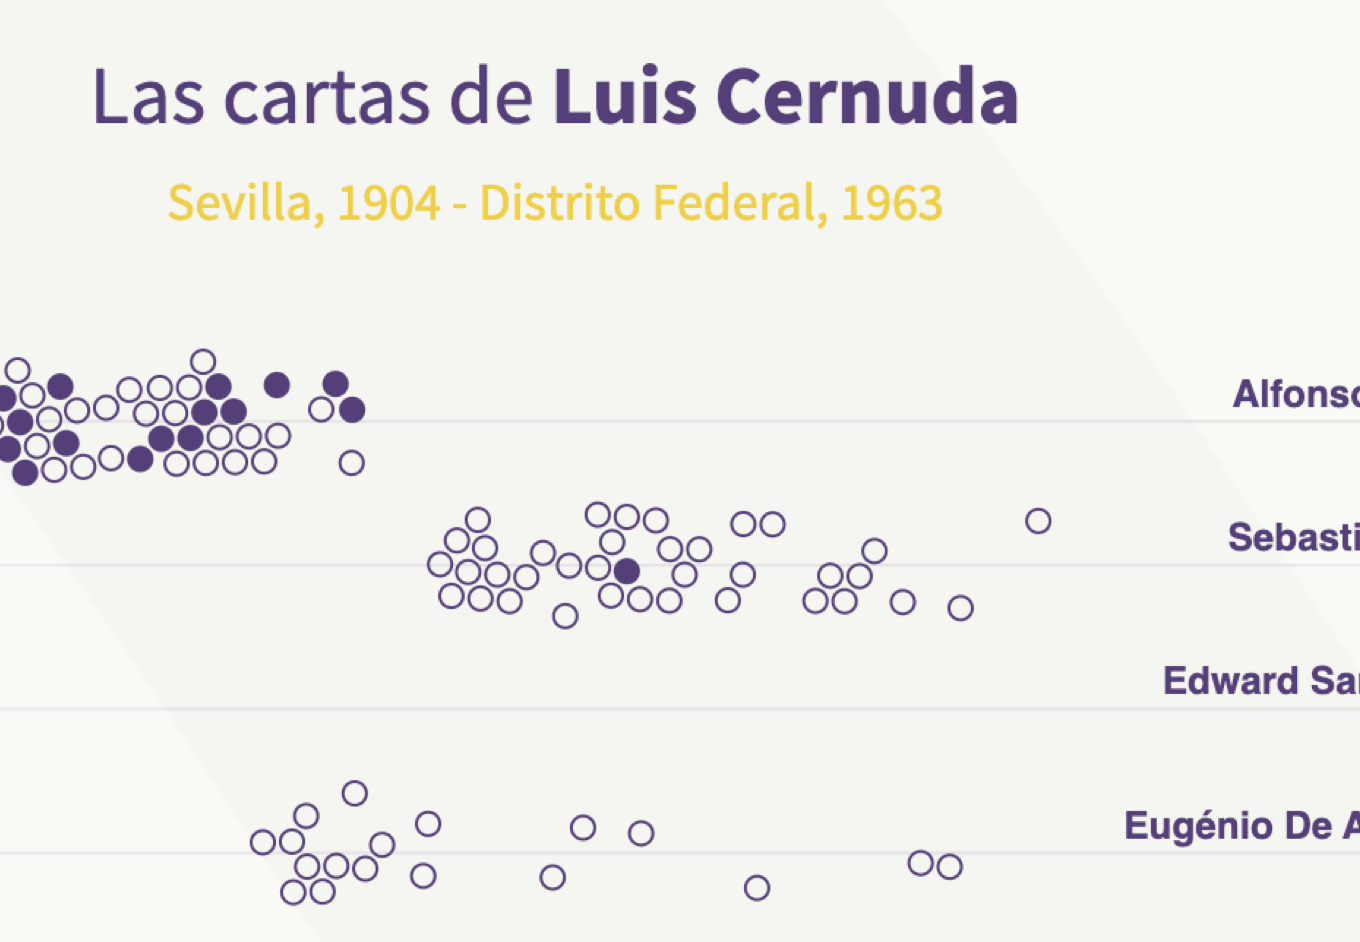 Las cartas de Luis Cernuda
Sevilla, 1904 - Distrito Federal, 1963
Alfonso
Sebasti
Edward Sa
Eugénio De A